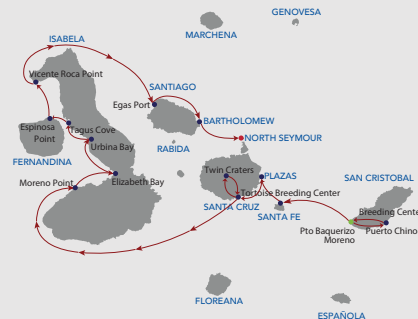 GENOVESA
MARCHENA
ISABELA
Vicente Roca Point
SANTIAGO
Egas Port
BARTHOLOMEW
Espinosa
Point
Tagus Cove
Urbina Bay
NORTH SEYMOUR
RABIDA
FERNANDINA
Moreno Point
Elizabeth Bay
Twin Craters
PLAZAS
SAN CRISTOBAL
Tortoise Breeding Center
SANTA CRUZ
SANTA FE
Breeding Cente
Pto Baquerizo
Moreno
Puerto Chino
FLOREANA
ESPAÑOLA